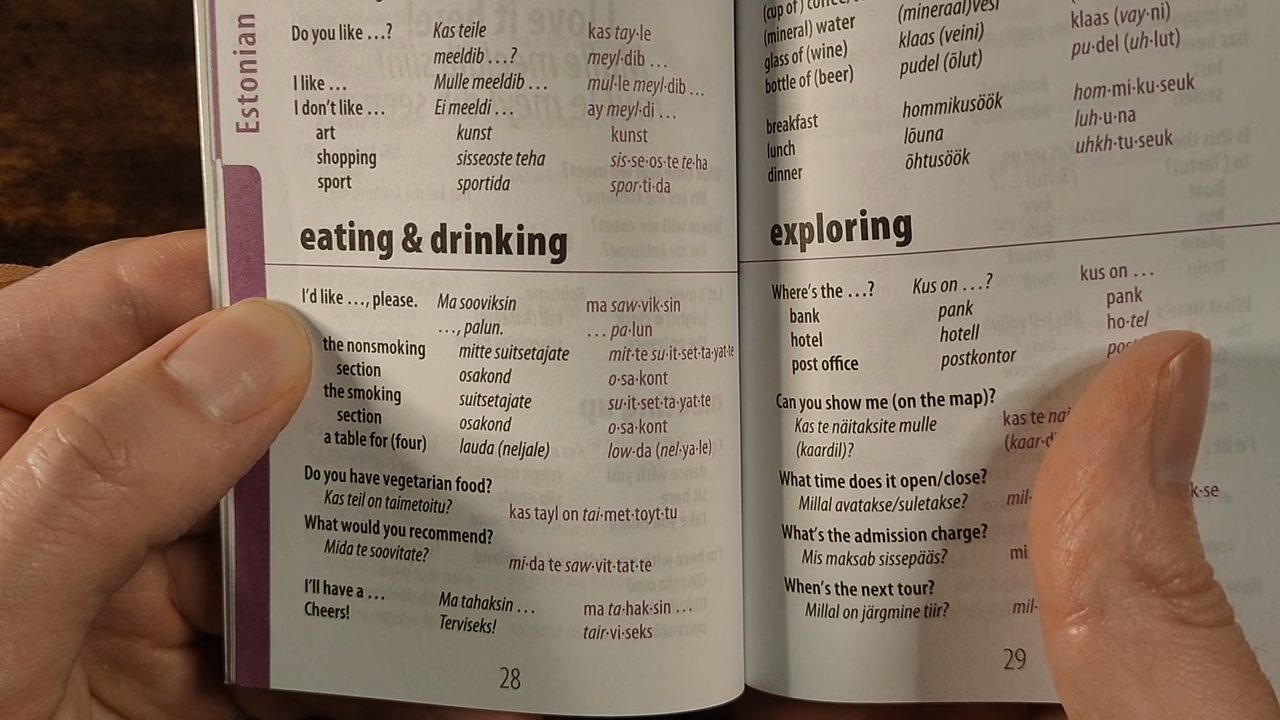 Estonian
Do you like …? Kas teile kas tay·le
meeldib …? meyl·dib …
I like … Mulle meeldib … mul·le meyl·dib …
I don't like … Ei meeldi … ay meyl·di …
art kunst kunst
shopping sisseoste teha sis·se·os·te te·ha
sport sportida spor·ti·da
eating & drinking
I'd like …, please. Ma sooviksin ma saw·vik·sin
…, palun. … pa·lun
the nonsmoking mitte suitsetajate mit·te su·it·set·ta·yat·te
section osakond o·sa·kont
the smoking suitsetajate su·it·set·ta·yat·te
section osakond o·sa·kont
a table for (four) lauda (neljale) low·da (nel·ya·le)
Do you have vegetarian food?
Kas teil on taimetoitu? kas tayl on tai·met·toyt·tu
What would you recommend?
Mida te soovitate? mi·da te saw·vit·tat·te
I'll have a … Ma tahaksin … ma ta·hak·sin …
Cheers! Terviseks! tair·vi·seks
28
(cup of) coffee/
(mineral) water (mineraal)vesi
glass of (wine) klaas (veini) klaas (vay·ni)
bottle of (beer) pudel (õlut) pu·del (uh·lut)
breakfast hommikusöök hom·mi·ku·seuk
lunch lõuna luh·u·na
dinner õhtusöök uhkh·tu·seuk
exploring
Where's the …? Kus on …? kus on …
bank pank pank
hotel hotell ho·tel
post office postkontor
Can you show me (on the map)?
Kas te näitaksite mulle kas te
(kaardil)?
What time does it open/close?
Millal avatakse/suletakse? mil· k·se
What's the admission charge?
Mis maksab sissepääs? mi
When's the next tour?
Millal on järgmine tiir? mil·
29